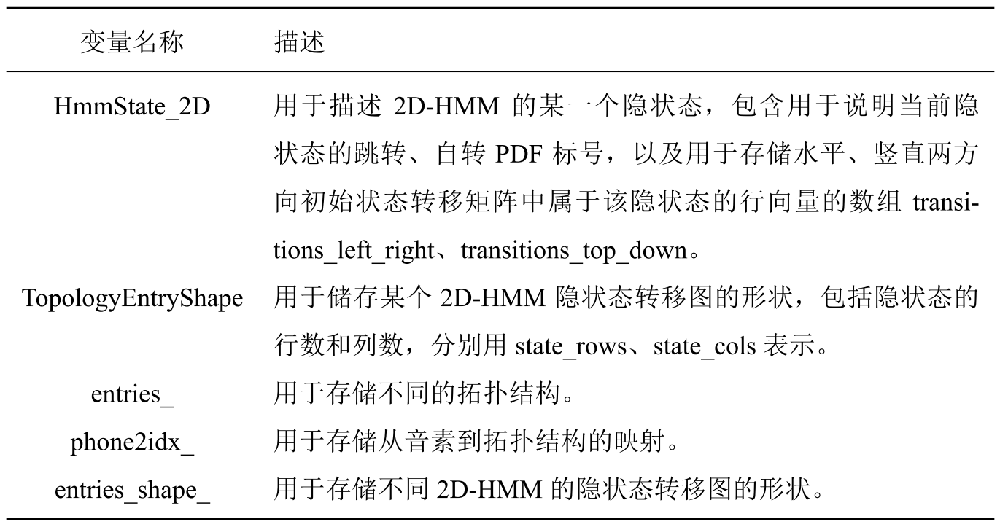 变量名称 描述
HmmState_2D 用于描述 2D-HMM 的某一个隐状态，包含用于说明当前隐
状态的跳转、自转 PDF 标号，以及用于存储水平、竖直两方
向初始状态转移矩阵中属于该隐状态的行向量的数组 transi-
tions_left_right、transitions_top_down。
TopologyEntryShape 用于储存某个 2D-HMM 隐状态转移图的形状，包括隐状态的
行数和列数，分别用 state_rows、state_cols 表示。
entries_ 用于存储不同的拓扑结构。
phone2idx_ 用于存储从音素到拓扑结构的映射。
entries_shape_ 用于存储不同 2D-HMM 的隐状态转移图的形状。